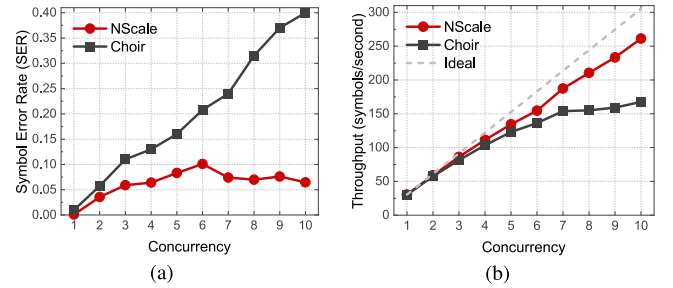 0.40
0.35
0.30
0.25
0.20
0.15
0.10
0.05
0.00
Symbol Error Rate (SER)
NScale
Choir
1 2 3 4 5 6 7 8 9 10
Concurrency
(a)
300
250
200
150
100
50
0
Throughput (symbols/second)
NScale
Choir
Ideal
1 2 3 4 5 6 7 8 9 10
Concurrency
(b)